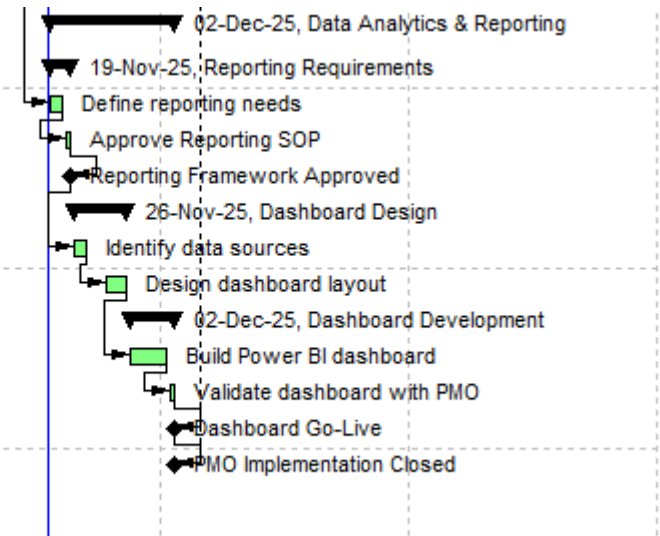 02-Dec-25, Data Analytics & Reporting
19-Nov-25, Reporting Requirements
Define reporting needs
Approve Reporting SOP
Reporting Framework Approved
26-Nov-25, Dashboard Design
Identify data sources
Design dashboard layout
02-Dec-25, Dashboard Development
Build Power BI dashboard
Validate dashboard with PMO
Dashboard Go-Live
PMO Implementation Closed